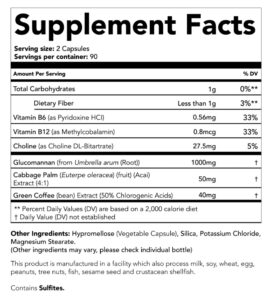 Supplement Facts
Serving size: 2 Capsules
Servings per container: 90
Amount Per Serving % DV
Total Carbohydrates 1g 0%**
Dietary Fiber Less than 1g 3%**
Vitamin B6 (as Pyridoxine HCI) 0.56mg 33%
Vitamin B12 (as Methylcobalamin) 0.8mcg 33%
Choline (as Choline DL-Bitartrate) 27.5mg 5%
Glucomannan (from Umbrella arum (Root)) 1000mg †
Cabbage Palm (Euterpe oleracea) (fruit) (Acai)
Extract (4:1) 50mg †
Green Coffee (bean) Extract (50% Chlorogenic Acids) 40mg †
** Percent Daily Values (DV) are based on a 2,000 calorie diet
† Daily Value (DV) not established
Other Ingredients: Hypromellose (Vegetable Capsule), Silica, Potassium Chloride,
Magnesium Stearate.
(Other ingredients may vary, please check individual bottle)
This product is manufactured in a facility which also process milk, soy, wheat, egg,
peanuts, tree nuts, fish, sesame seed and crustacean shellfish.
Contains Sulfites.